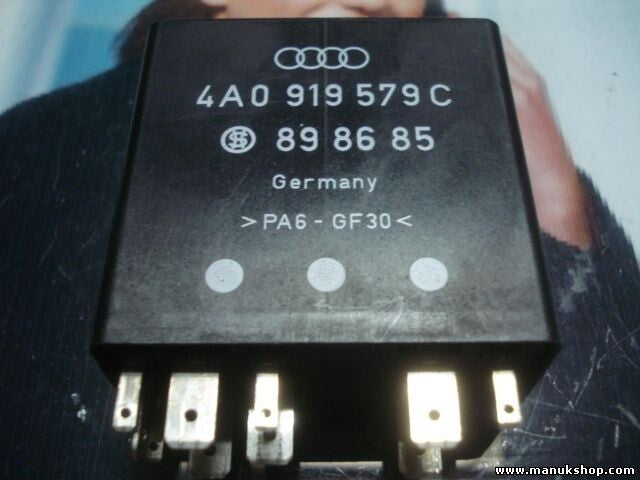 4A0 919 579 C
89 86 85
Germany
>PA6 - GF30<
www.manukshop.com